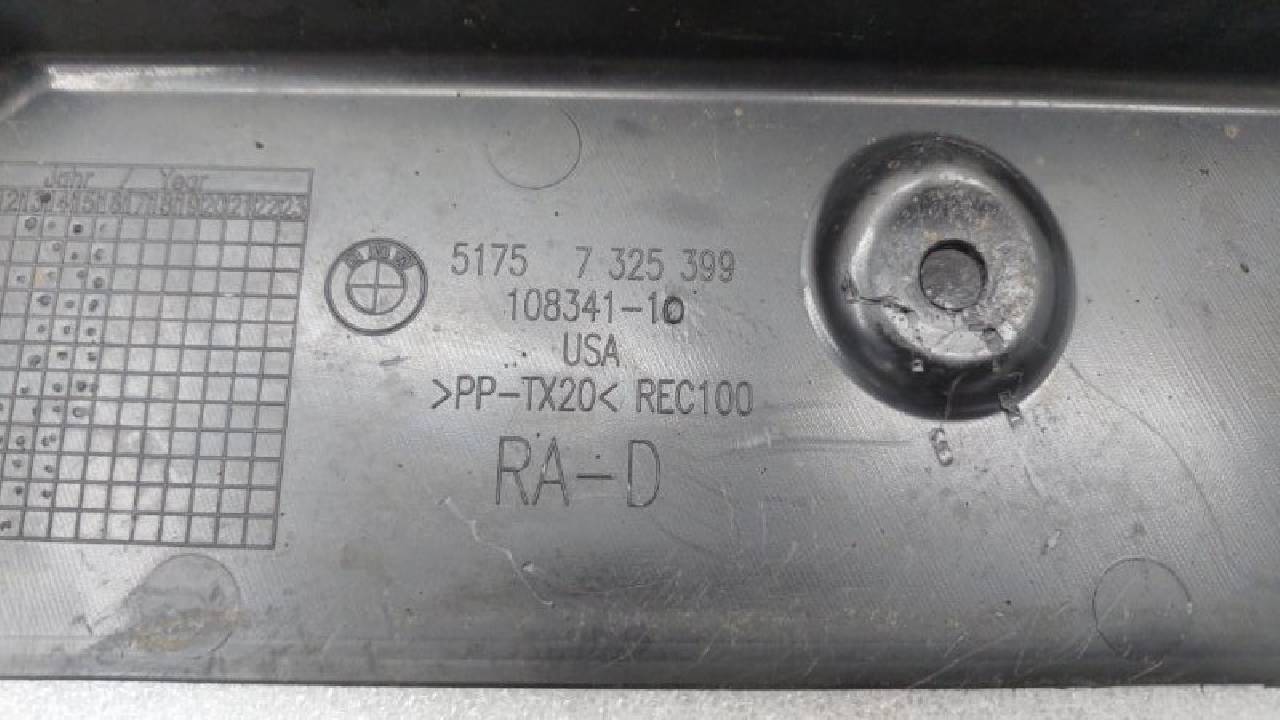 Jahr / Year
12 13 14 15 16 17 18 19 20 21 22 23
BMW
5175 7 325 399
108341-10
USA
>PP-TX20< REC100
RA-D